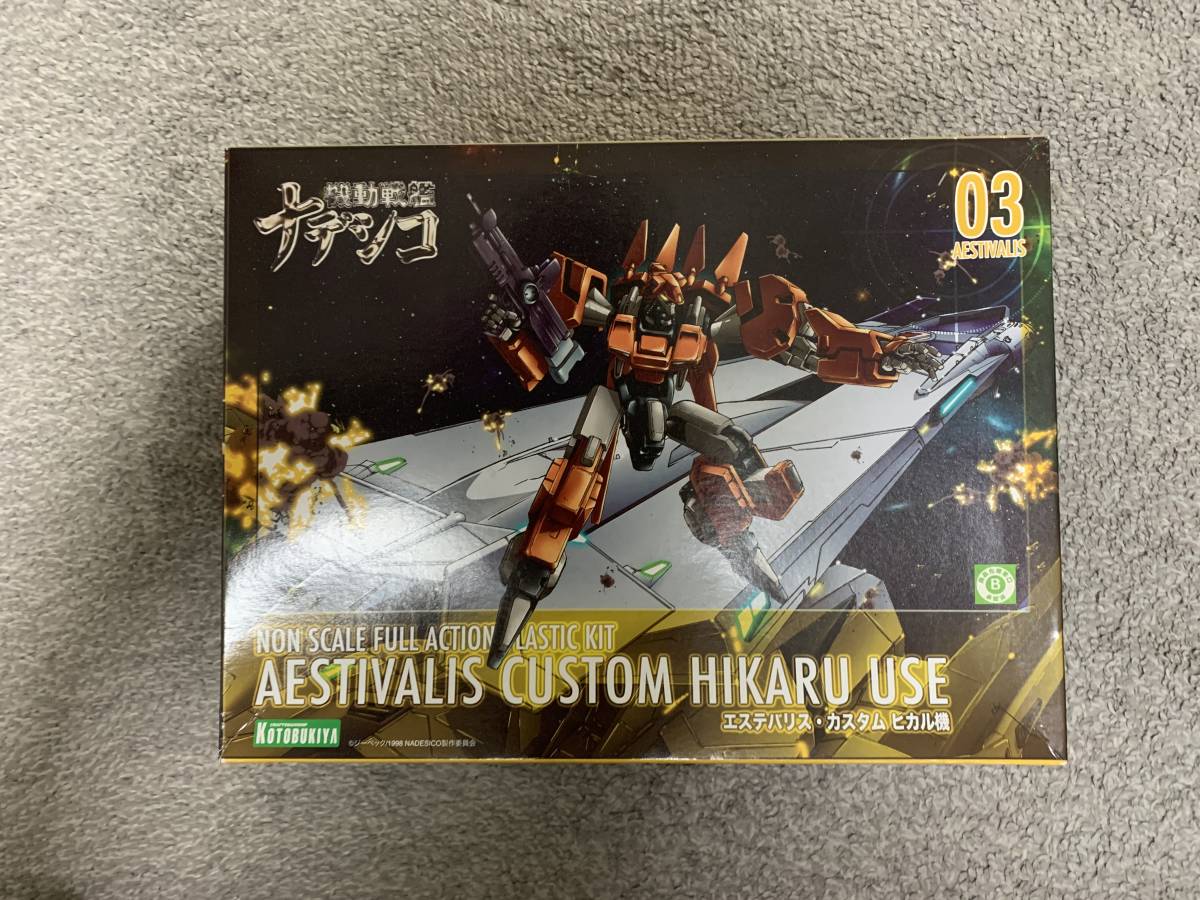 機動戦艦
ナデシコ
03
AESTIVALIS
B
NON SCALE FULL ACTION PLASTIC KIT
AESTIVALIS CUSTOM HIKARU USE
エステバリス・カスタム ヒカル機
KOTOBUKIYA
©ジーベック/1998 NADESICO製作委員会